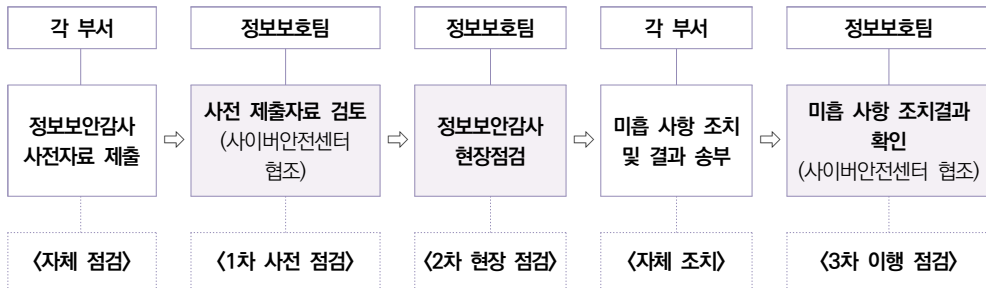 각 부서
정보보호팀
정보보호팀
각 부서
정보보호팀
정보보안감사
사전자료 제출
⇨
사전 제출자료 검토
(사이버안전센터
협조)
⇨
정보보안감사
현장점검
⇨
미흡 사항 조치
및 결과 송부
⇨
미흡 사항 조치결과
확인
(사이버안전센터 협조)
〈자체 점검〉
〈1차 사전 점검〉
〈2차 현장 점검〉
〈자체 조치〉
〈3차 이행 점검〉